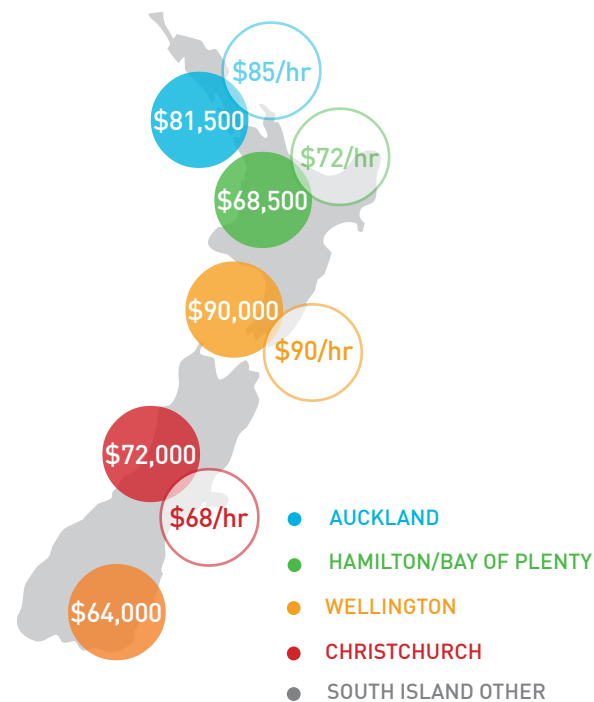 $85/hr
$81,500
$72/hr
$68,500
$90,000
$90/hr
$72,000
$68/hr
$64,000
AUCKLAND
HAMILTON/BAY OF PLENTY
WELLINGTON
CHRISTCHURCH
SOUTH ISLAND OTHER